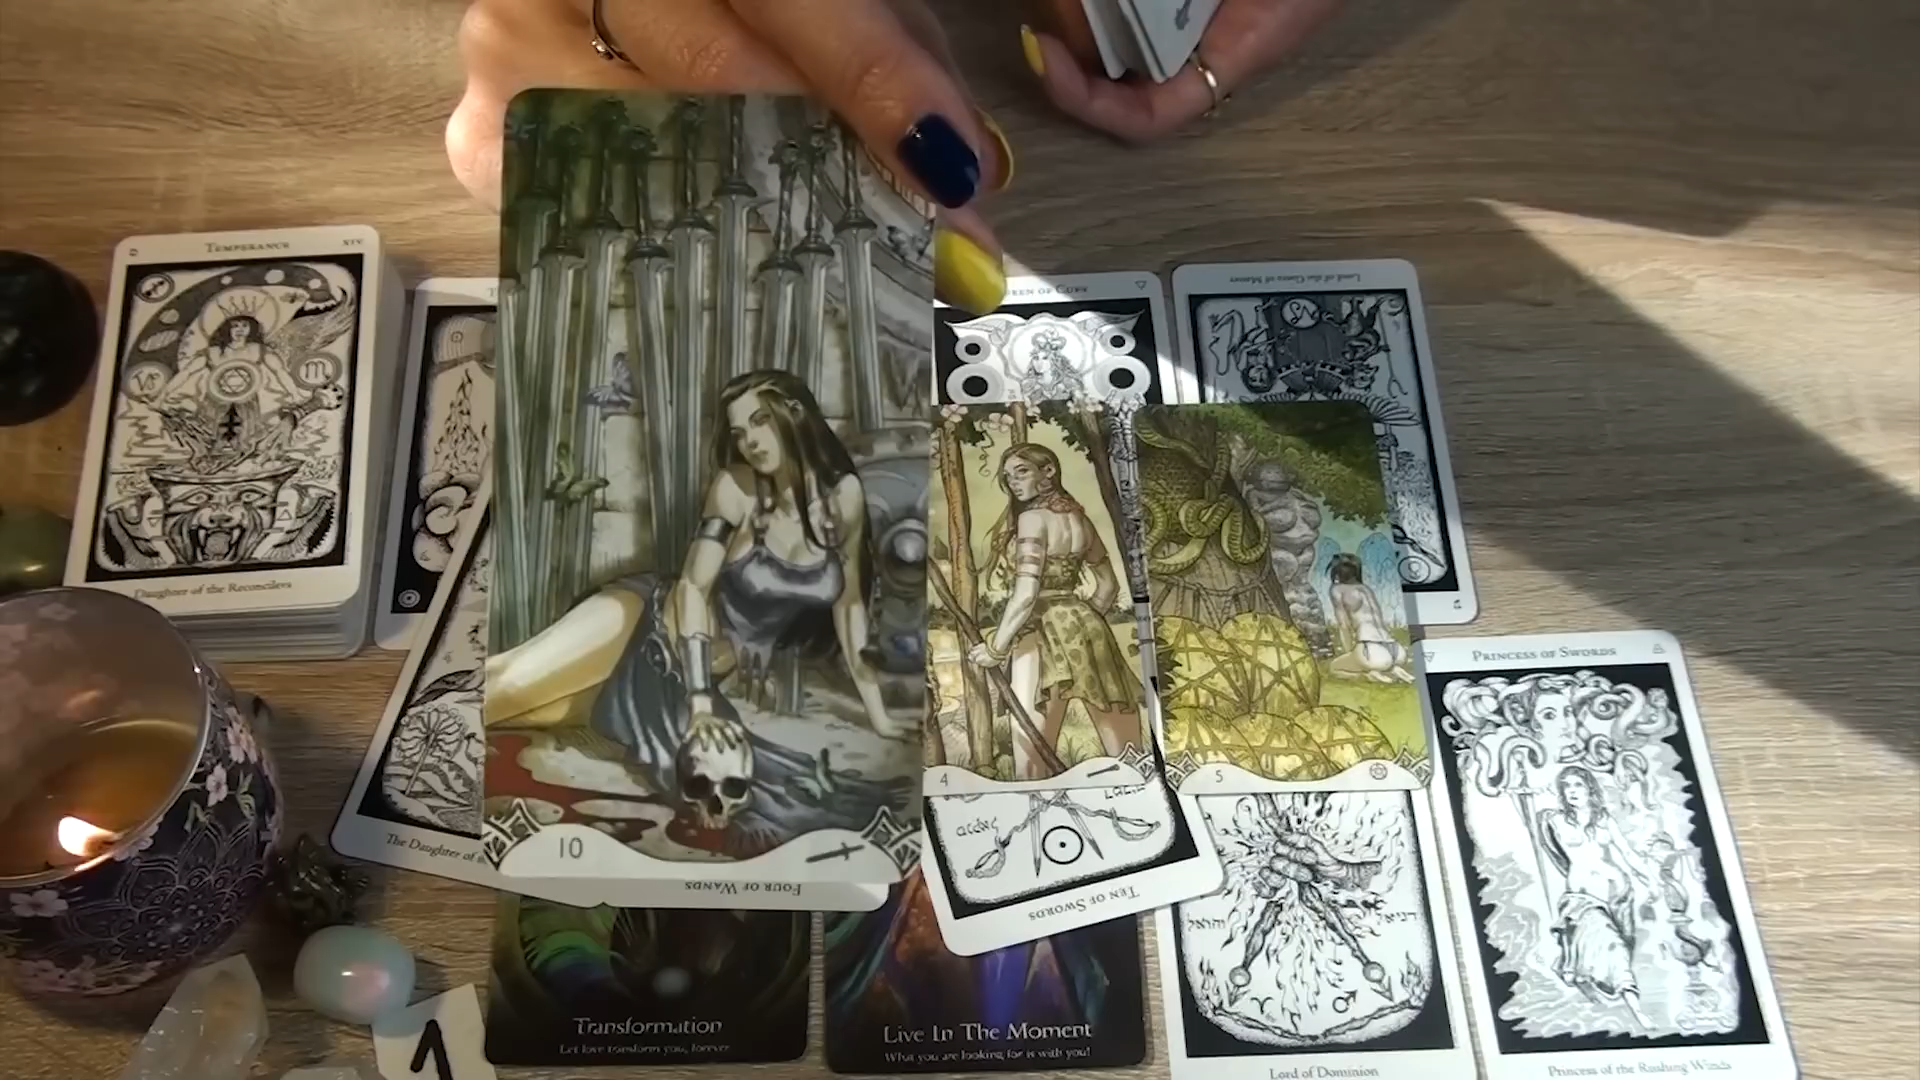 TEMPERANCE XIV
Daughter of the Reconcilers
QUEEN OF CUPS
Lord of the Gates of Matter
PRINCESS OF SWORDS
4
5
10
The Daughter of
FOUR OF WANDS
TEN OF SWORDS
דניאל
והואל
Transformation
Let love transform you, forever
Live In The Moment
What you are looking for is with you!
Lord of Dominion
Princess of the Rushing Winds
1